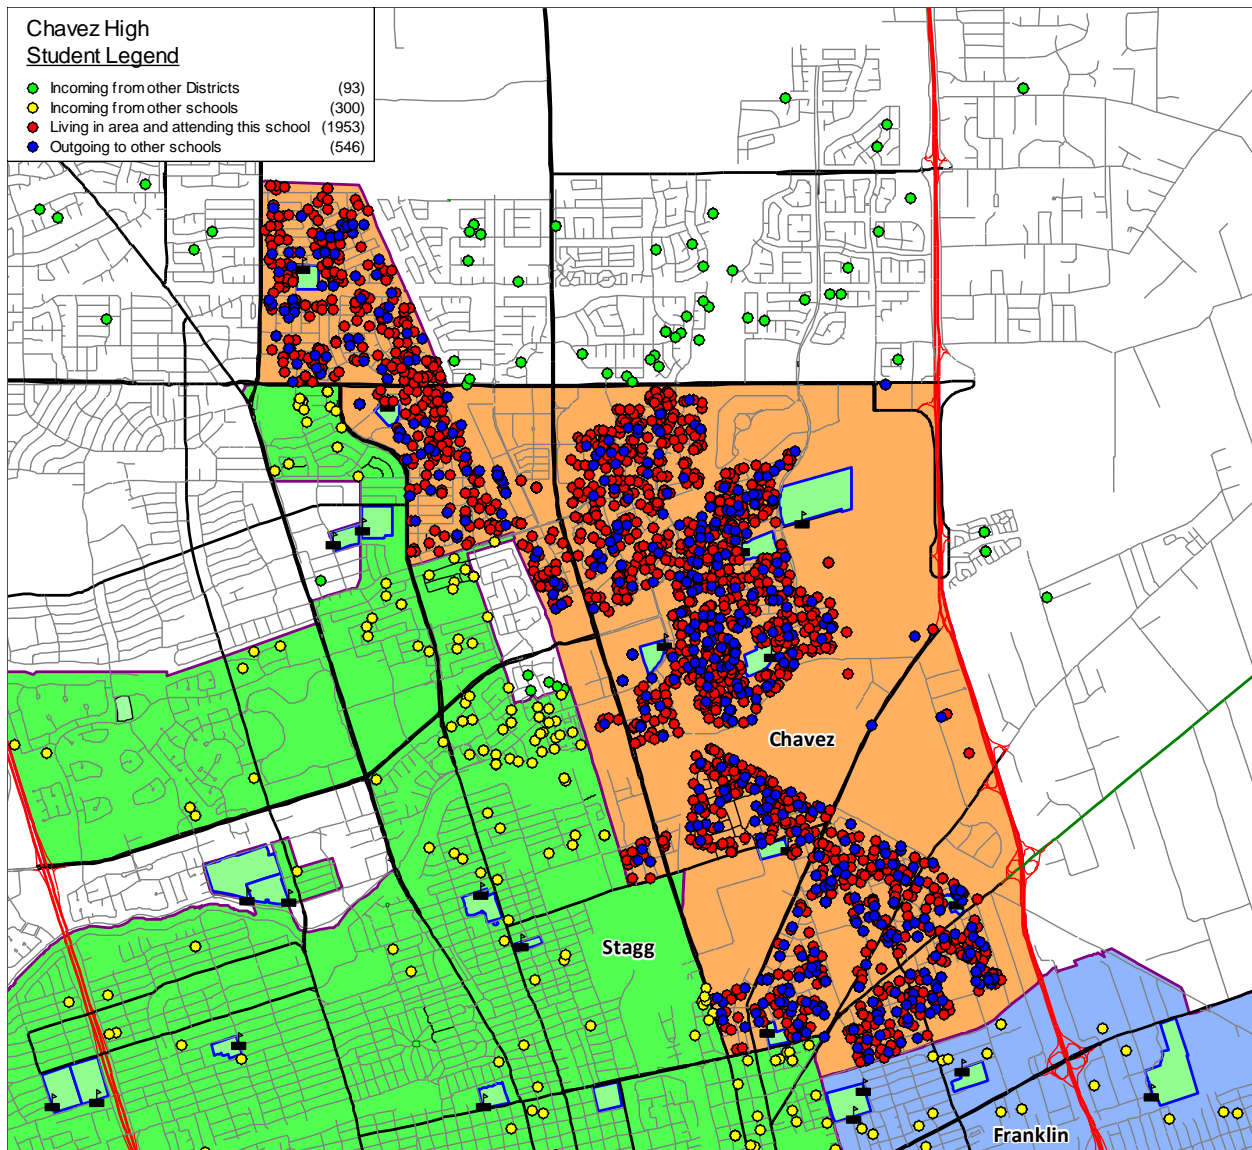 Chavez High
Student Legend
Incoming from other Districts (93)
Incoming from other schools (300)
Living in area and attending this school (1953)
Outgoing to other schools (546)
Chavez
Stagg
Franklin